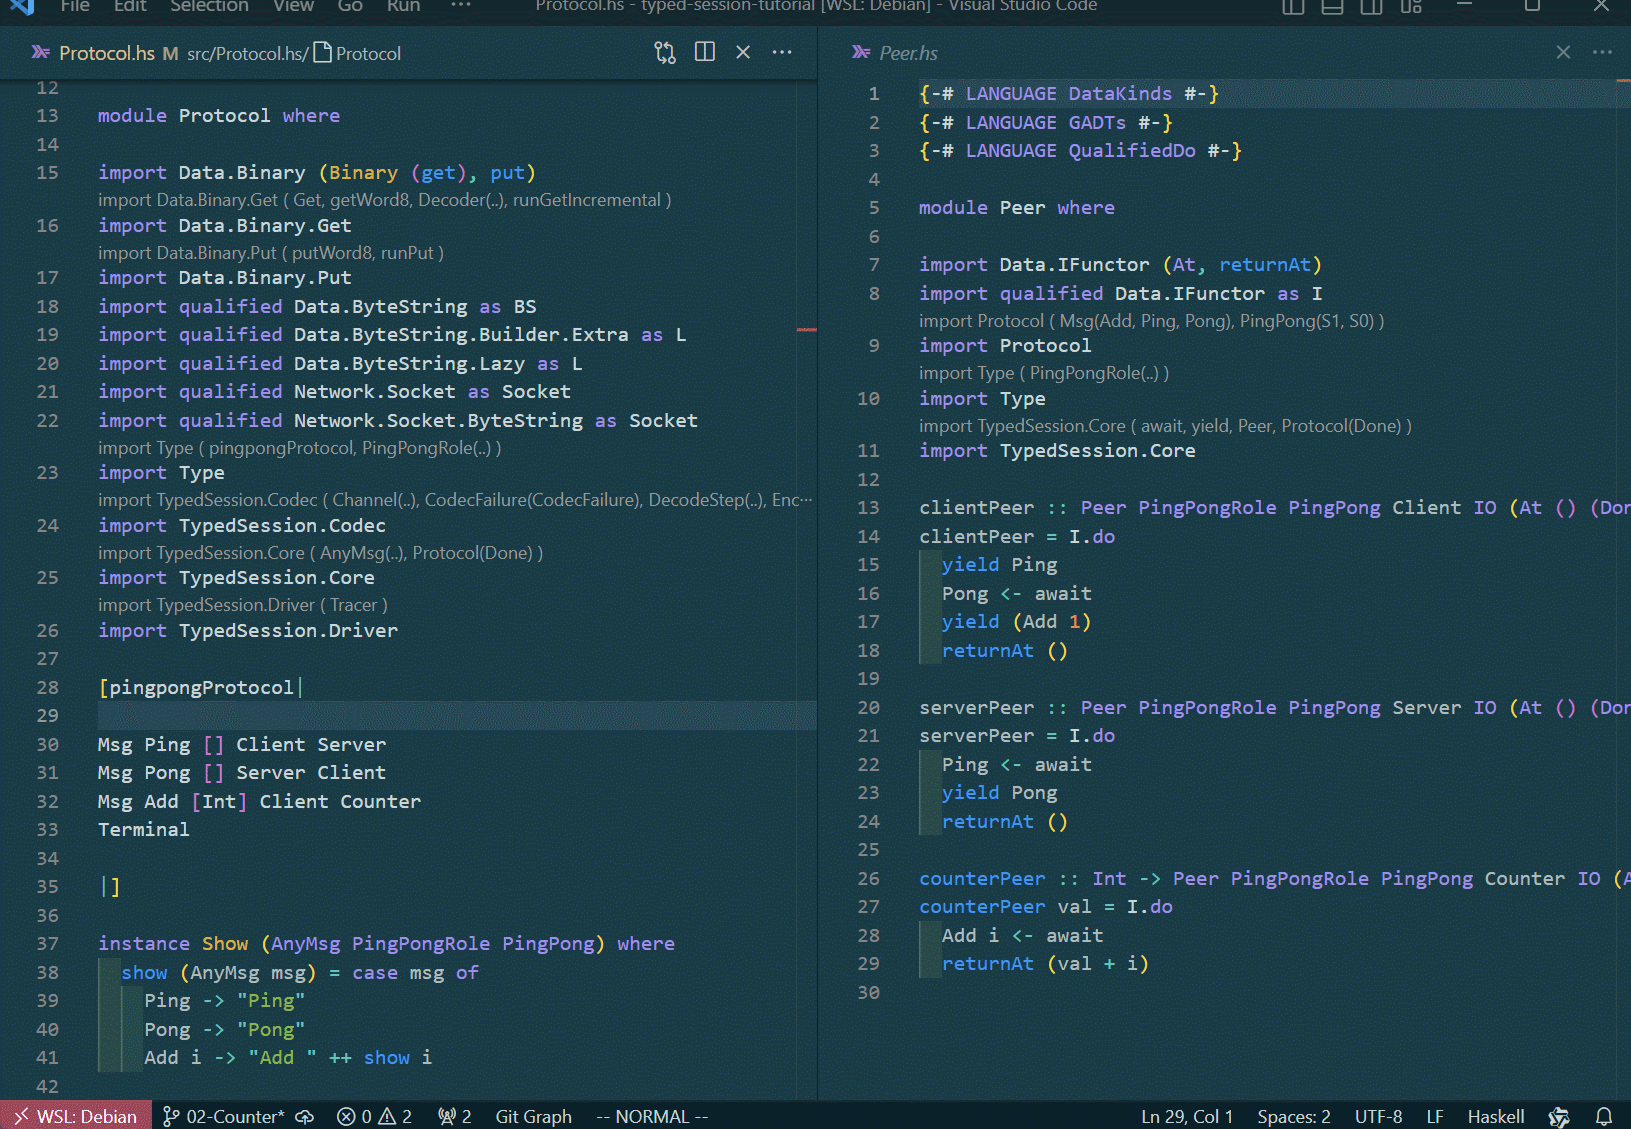 File Edit Selection View Go Run ··· Protocol.hs - typed-session-tutorial [WSL: Debian] - Visual Studio Code
Protocol.hs M src/Protocol.hs/ Protocol
12
13 module Protocol where
14
15 import Data.Binary (Binary (get), put)
import Data.Binary.Get ( Get, getWord8, Decoder(..), runGetIncremental )
16 import Data.Binary.Get
import Data.Binary.Put ( putWord8, runPut )
17 import Data.Binary.Put
18 import qualified Data.ByteString as BS
19 import qualified Data.ByteString.Builder.Extra as L
20 import qualified Data.ByteString.Lazy as L
21 import qualified Network.Socket as Socket
22 import qualified Network.Socket.ByteString as Socket
import Type ( pingpongProtocol, PingPongRole(..) )
23 import Type
import TypedSession.Codec ( Channel(..), CodecFailure(CodecFailure), DecodeStep(..), Enc···
24 import TypedSession.Codec
import TypedSession.Core ( AnyMsg(..), Protocol(Done) )
25 import TypedSession.Core
import TypedSession.Driver ( Tracer )
26 import TypedSession.Driver
27
28 [pingpongProtocol|
29
30 Msg Ping [] Client Server
31 Msg Pong [] Server Client
32 Msg Add [Int] Client Counter
33 Terminal
34
35 |]
36
37 instance Show (AnyMsg PingPongRole PingPong) where
38 show (AnyMsg msg) = case msg of
39 Ping -> "Ping"
40 Pong -> "Pong"
41 Add i -> "Add " ++ show i
42
Peer.hs
1 {-# LANGUAGE DataKinds #-}
2 {-# LANGUAGE GADTs #-}
3 {-# LANGUAGE QualifiedDo #-}
4
5 module Peer where
6
7 import Data.IFunctor (At, returnAt)
8 import qualified Data.IFunctor as I
import Protocol ( Msg(Add, Ping, Pong), PingPong(S1, S0) )
9 import Protocol
import Type ( PingPongRole(..) )
10 import Type
import TypedSession.Core ( await, yield, Peer, Protocol(Done) )
11 import TypedSession.Core
12
13 clientPeer :: Peer PingPongRole PingPong Client IO (At () (Don
14 clientPeer = I.do
15 yield Ping
16 Pong <- await
17 yield (Add 1)
18 returnAt ()
19
20 serverPeer :: Peer PingPongRole PingPong Server IO (At () (Don
21 serverPeer = I.do
22 Ping <- await
23 yield Pong
24 returnAt ()
25
26 counterPeer :: Int -> Peer PingPongRole PingPong Counter IO (A
27 counterPeer val = I.do
28 Add i <- await
29 returnAt (val + i)
30
WSL: Debian 02-Counter* 0 2 2 Git Graph -- NORMAL -- Ln 29, Col 1 Spaces: 2 UTF-8 LF Haskell